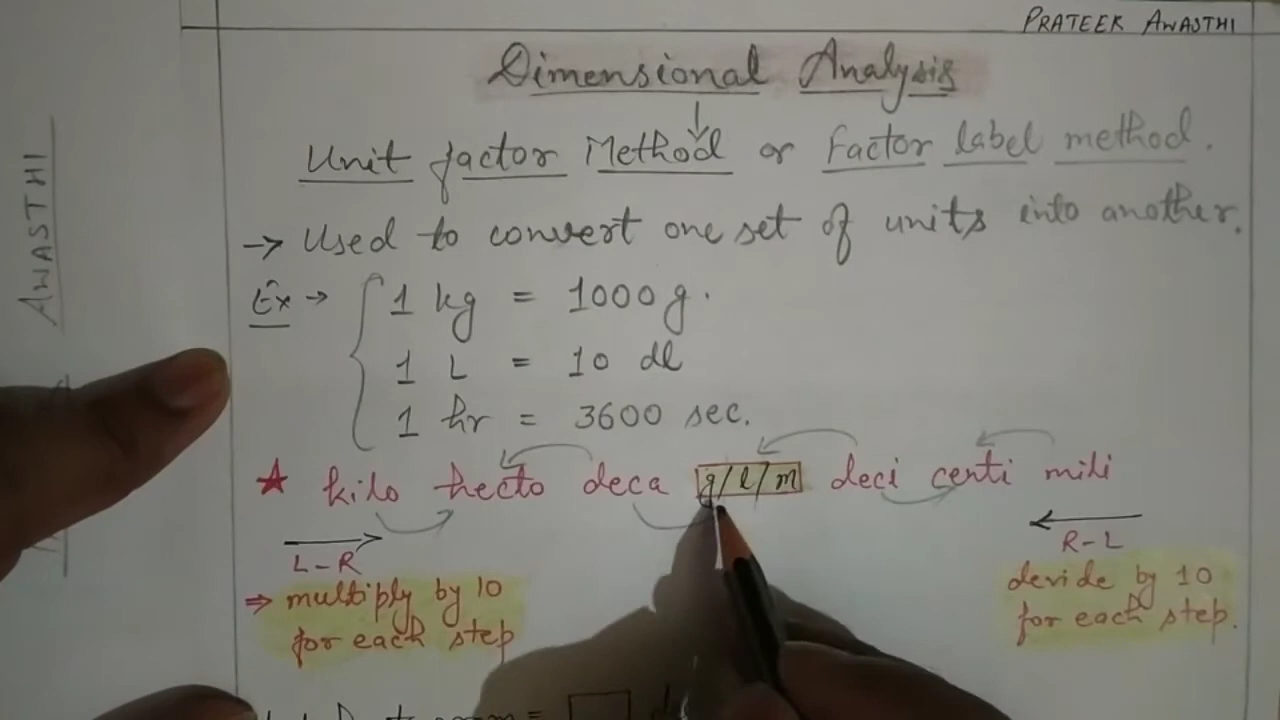 PRATEEK AWASTHI
Dimensional Analysis
Unit factor Method or Factor label method.
→ Used to convert one set of units into another.
Ex → 1 kg = 1000 g.
1 L = 10 dl
1 hr = 3600 sec.
★ kilo hecto deca g/l/m deci centi mili
L-R
R-L
⇒ multiply by 10
for each step
devide by 10
for each step.
AWASTHI